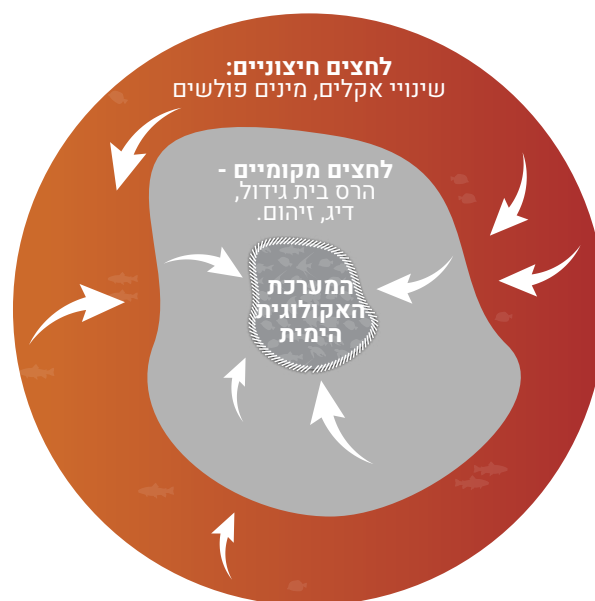 לחצים חיצוניים:
שינויי אקלים, מינים פולשים
לחצים מקומיים -
הרס בית גידול,
דיג, זיהום.
המערכת
האקולוגית
הימית